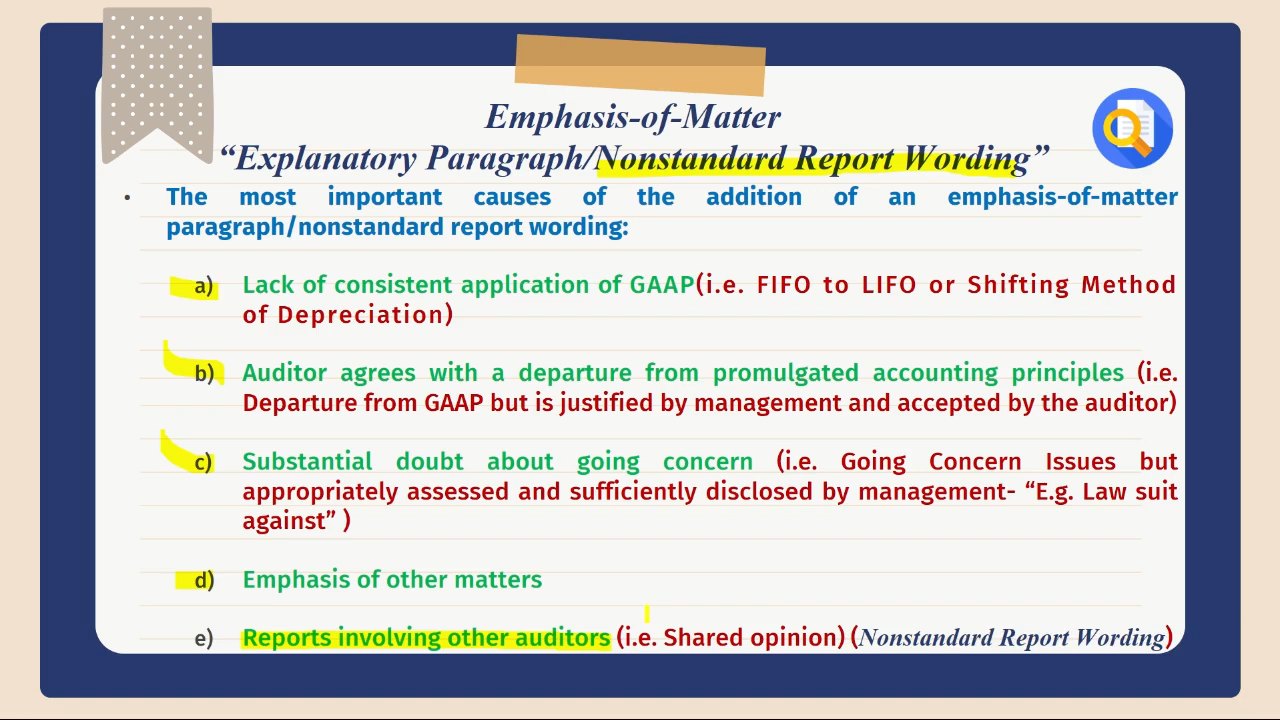 Emphasis-of-Matter
“Explanatory Paragraph/Nonstandard Report Wording”
• The most important causes of the addition of an emphasis-of-matter
paragraph/nonstandard report wording:
a) Lack of consistent application of GAAP(i.e. FIFO to LIFO or Shifting Method
of Depreciation)
b) Auditor agrees with a departure from promulgated accounting principles (i.e.
Departure from GAAP but is justified by management and accepted by the auditor)
c) Substantial doubt about going concern (i.e. Going Concern Issues but
appropriately assessed and sufficiently disclosed by management- “E.g. Law suit
against” )
d) Emphasis of other matters
e) Reports involving other auditors (i.e. Shared opinion) (Nonstandard Report Wording)